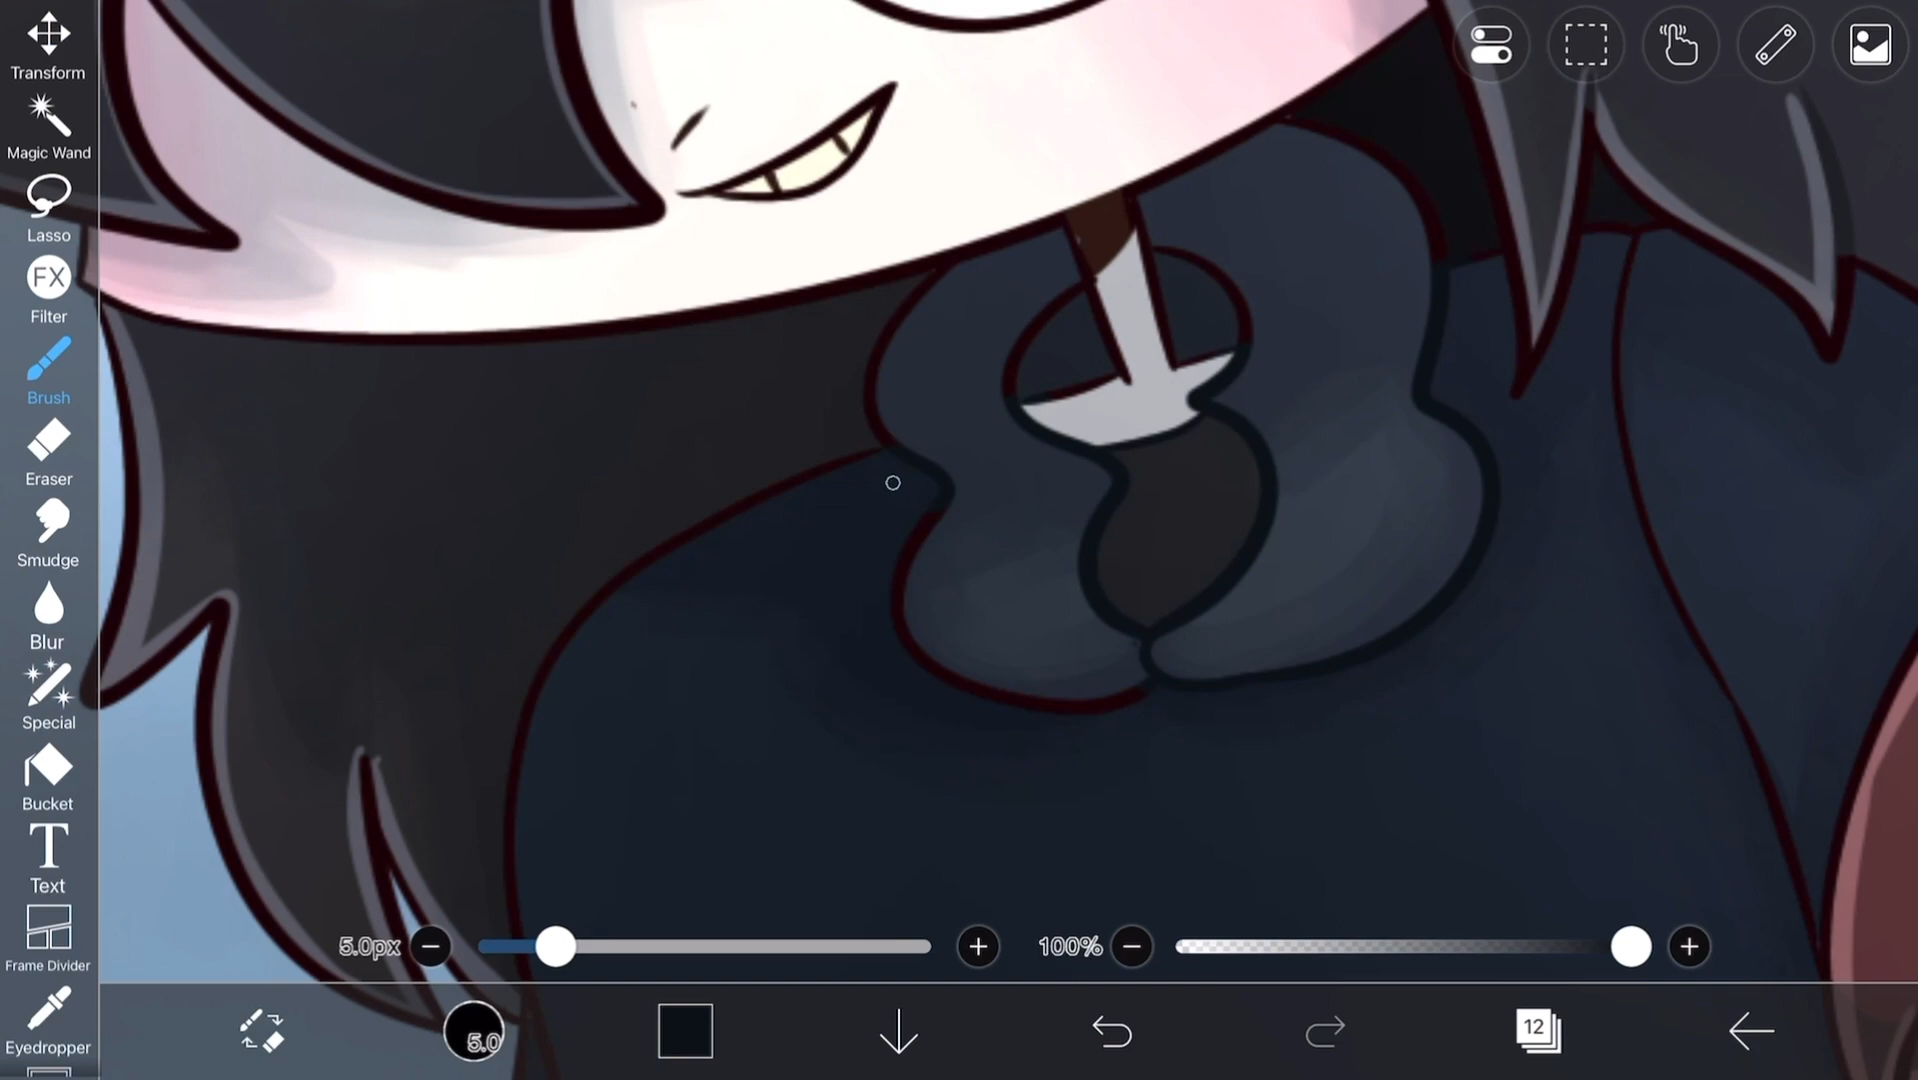 Transform
Magic Wand
Lasso
FX
Filter
Brush
Eraser
Smudge
Blur
Special
Bucket
T
Text
Frame Divider
Eyedropper
5.0px
100%
5.0
12